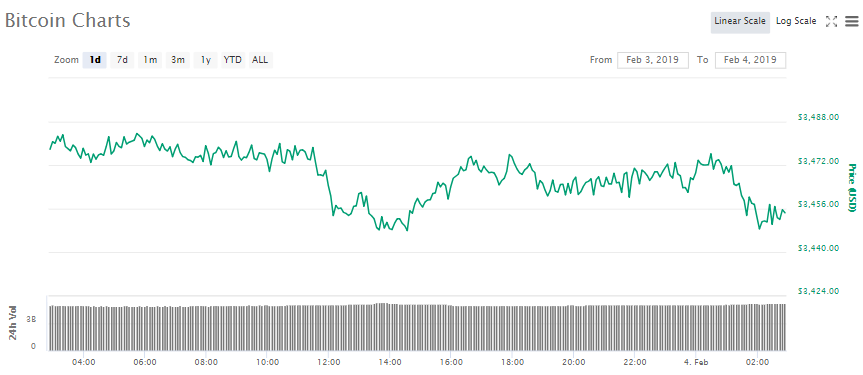 Bitcoin Charts
Linear Scale Log Scale
Zoom 1d 7d 1m 3m 1y YTD ALL From Feb 3, 2019 To Feb 4, 2019
$3,488.00
$3,472.00
$3,456.00
$3,440.00
$3,424.00
Price (USD)
24h Vol
3B
0
04:00 06:00 08:00 10:00 12:00 14:00 16:00 18:00 20:00 22:00 4. Feb 02:00